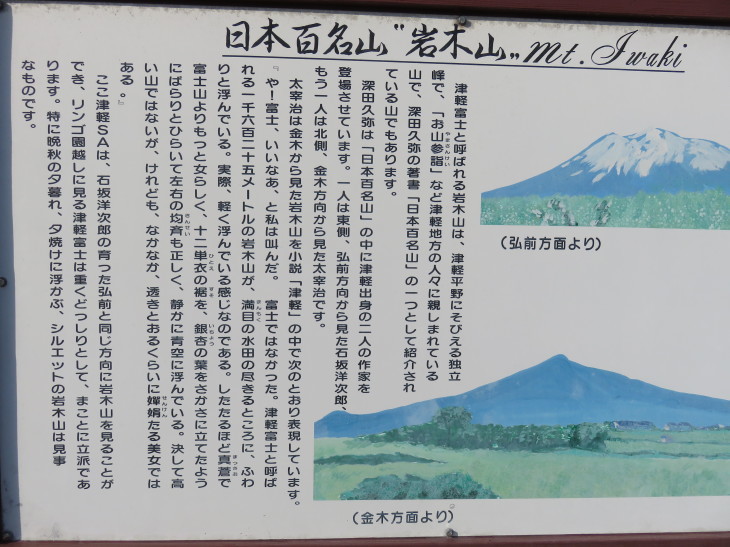 日本百名山“岩木山„ Mt. Iwaki
津軽富士と呼ばれる岩木山は、津軽平野にそびえる独立
峰で、「お山参詣」など津軽地方の人々に親しまれている
山で、深田久弥の著書「日本百名山」の一つとして紹介され
ている山でもあります。
深田久弥は「日本百名山」の中に津軽出身の二人の作家を
登場させています。一人は東側、弘前方向から見た石坂洋次郎、
もう一人は北側、金木方向から見た太宰治です。
太宰治は金木から見た岩木山を小説「津軽」の中で次のとおり表現しています。
『や!富士、いいなあ、と私は叫んだ。富士ではなかった。津軽富士と呼ば
れる一千六百二十五メートルの岩木山が、満目の水田の尽きるところに、ふわ
りと浮んでいる。実際、軽く浮んでいる感じなのである。したたるほど真蒼で
富士山よりもっと女らしく、十二単衣の裾を、銀杏の葉をさかさに立てたよう
にぱらりとひらいて左右の均斉も正しく、静かに青空に浮んでいる。決して高
い山ではないが、けれども、なかなか、透きとおるくらいに嬋娟たる美女では
ある。』
ここ津軽SAは、石坂洋次郎の育った弘前と同じ方向に岩木山を見ることが
でき、リンゴ園越しに見る津軽富士は重くどっしりとして、まことに立派であ
ります。特に晩秋の夕暮れ、夕焼けに浮かぶ、シルエットの岩木山は見事
なものです。
(弘前方面より)
(金木方面より)